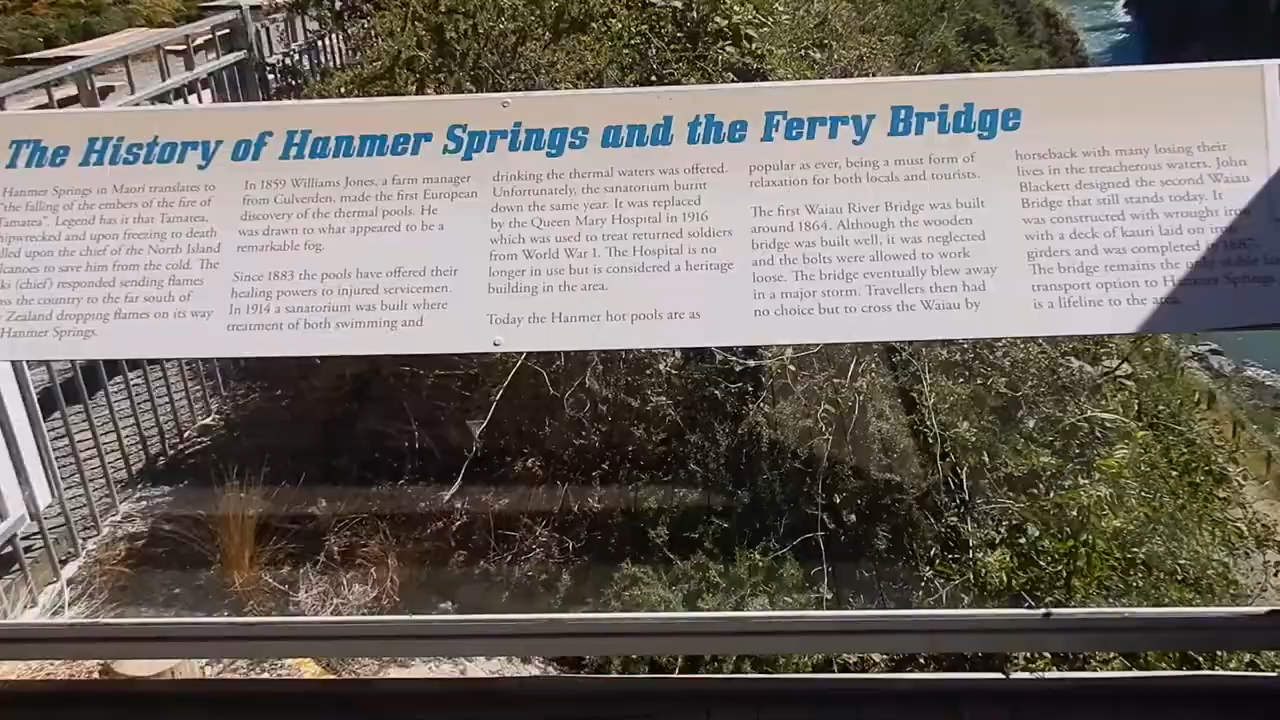 The History of Hanmer Springs and the Ferry Bridge
Hanmer Springs in Maori translates to
"the falling of the embers of the fire of
Tamatea". Legend has it that Tamatea,
shipwrecked and upon freezing to death
called upon the chief of the North Island
volcanoes to save him from the cold. The
(chief) responded sending flames
across the country to the far south of
Zealand dropping flames on its way
Hanmer Springs.
In 1859 Williams Jones, a farm manager
from Culverden, made the first European
discovery of the thermal pools. He
was drawn to what appeared to be a
remarkable fog.
Since 1883 the pools have offered their
healing powers to injured servicemen.
In 1914 a sanatorium was built where
treatment of both swimming and
drinking the thermal waters was offered.
Unfortunately, the sanatorium burnt
down the same year. It was replaced
by the Queen Mary Hospital in 1916
which was used to treat returned soldiers
from World War 1. The Hospital is no
longer in use but is considered a heritage
building in the area.
Today the Hanmer hot pools are as
popular as ever, being a must form of
relaxation for both locals and tourists.
The first Waiau River Bridge was built
around 1864. Although the wooden
bridge was built well, it was neglected
and the bolts were allowed to work
loose. The bridge eventually blew away
in a major storm. Travellers then had
no choice but to cross the Waiau by
horseback with many losing their
lives in the treacherous waters. John
Blackett designed the second Waiau
Bridge that still stands today. It
was constructed with wrought iron
with a deck of kauri laid on iron
girders and was completed in 1887.
The bridge remains the only viable
transport option to Hanmer Springs,
is a lifeline to the area.